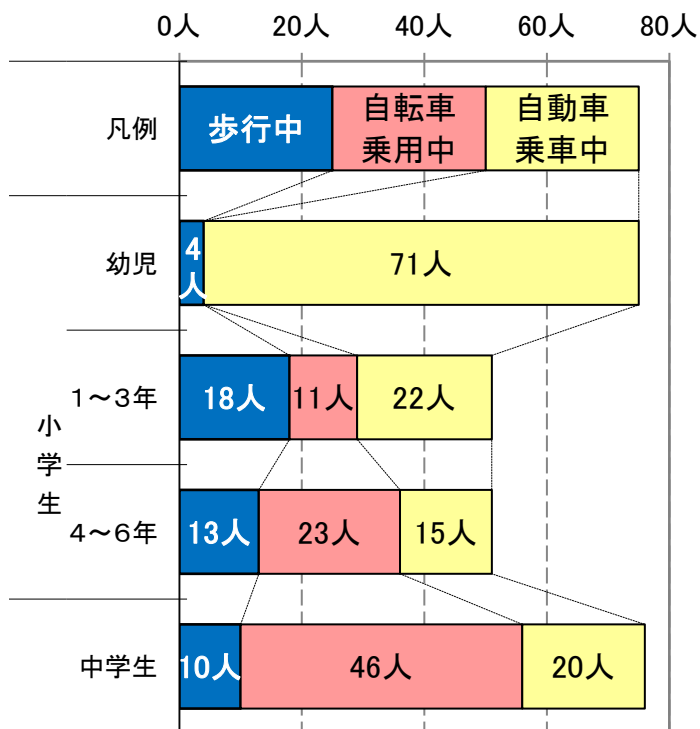 0人 20人 40人 60人 80人
凡例 歩行中 自転車 自動車
乗用中 乗車中
幼児 4人 71人
小学生
1~3年 18人 11人 22人
4~6年 13人 23人 15人
中学生 10人 46人 20人